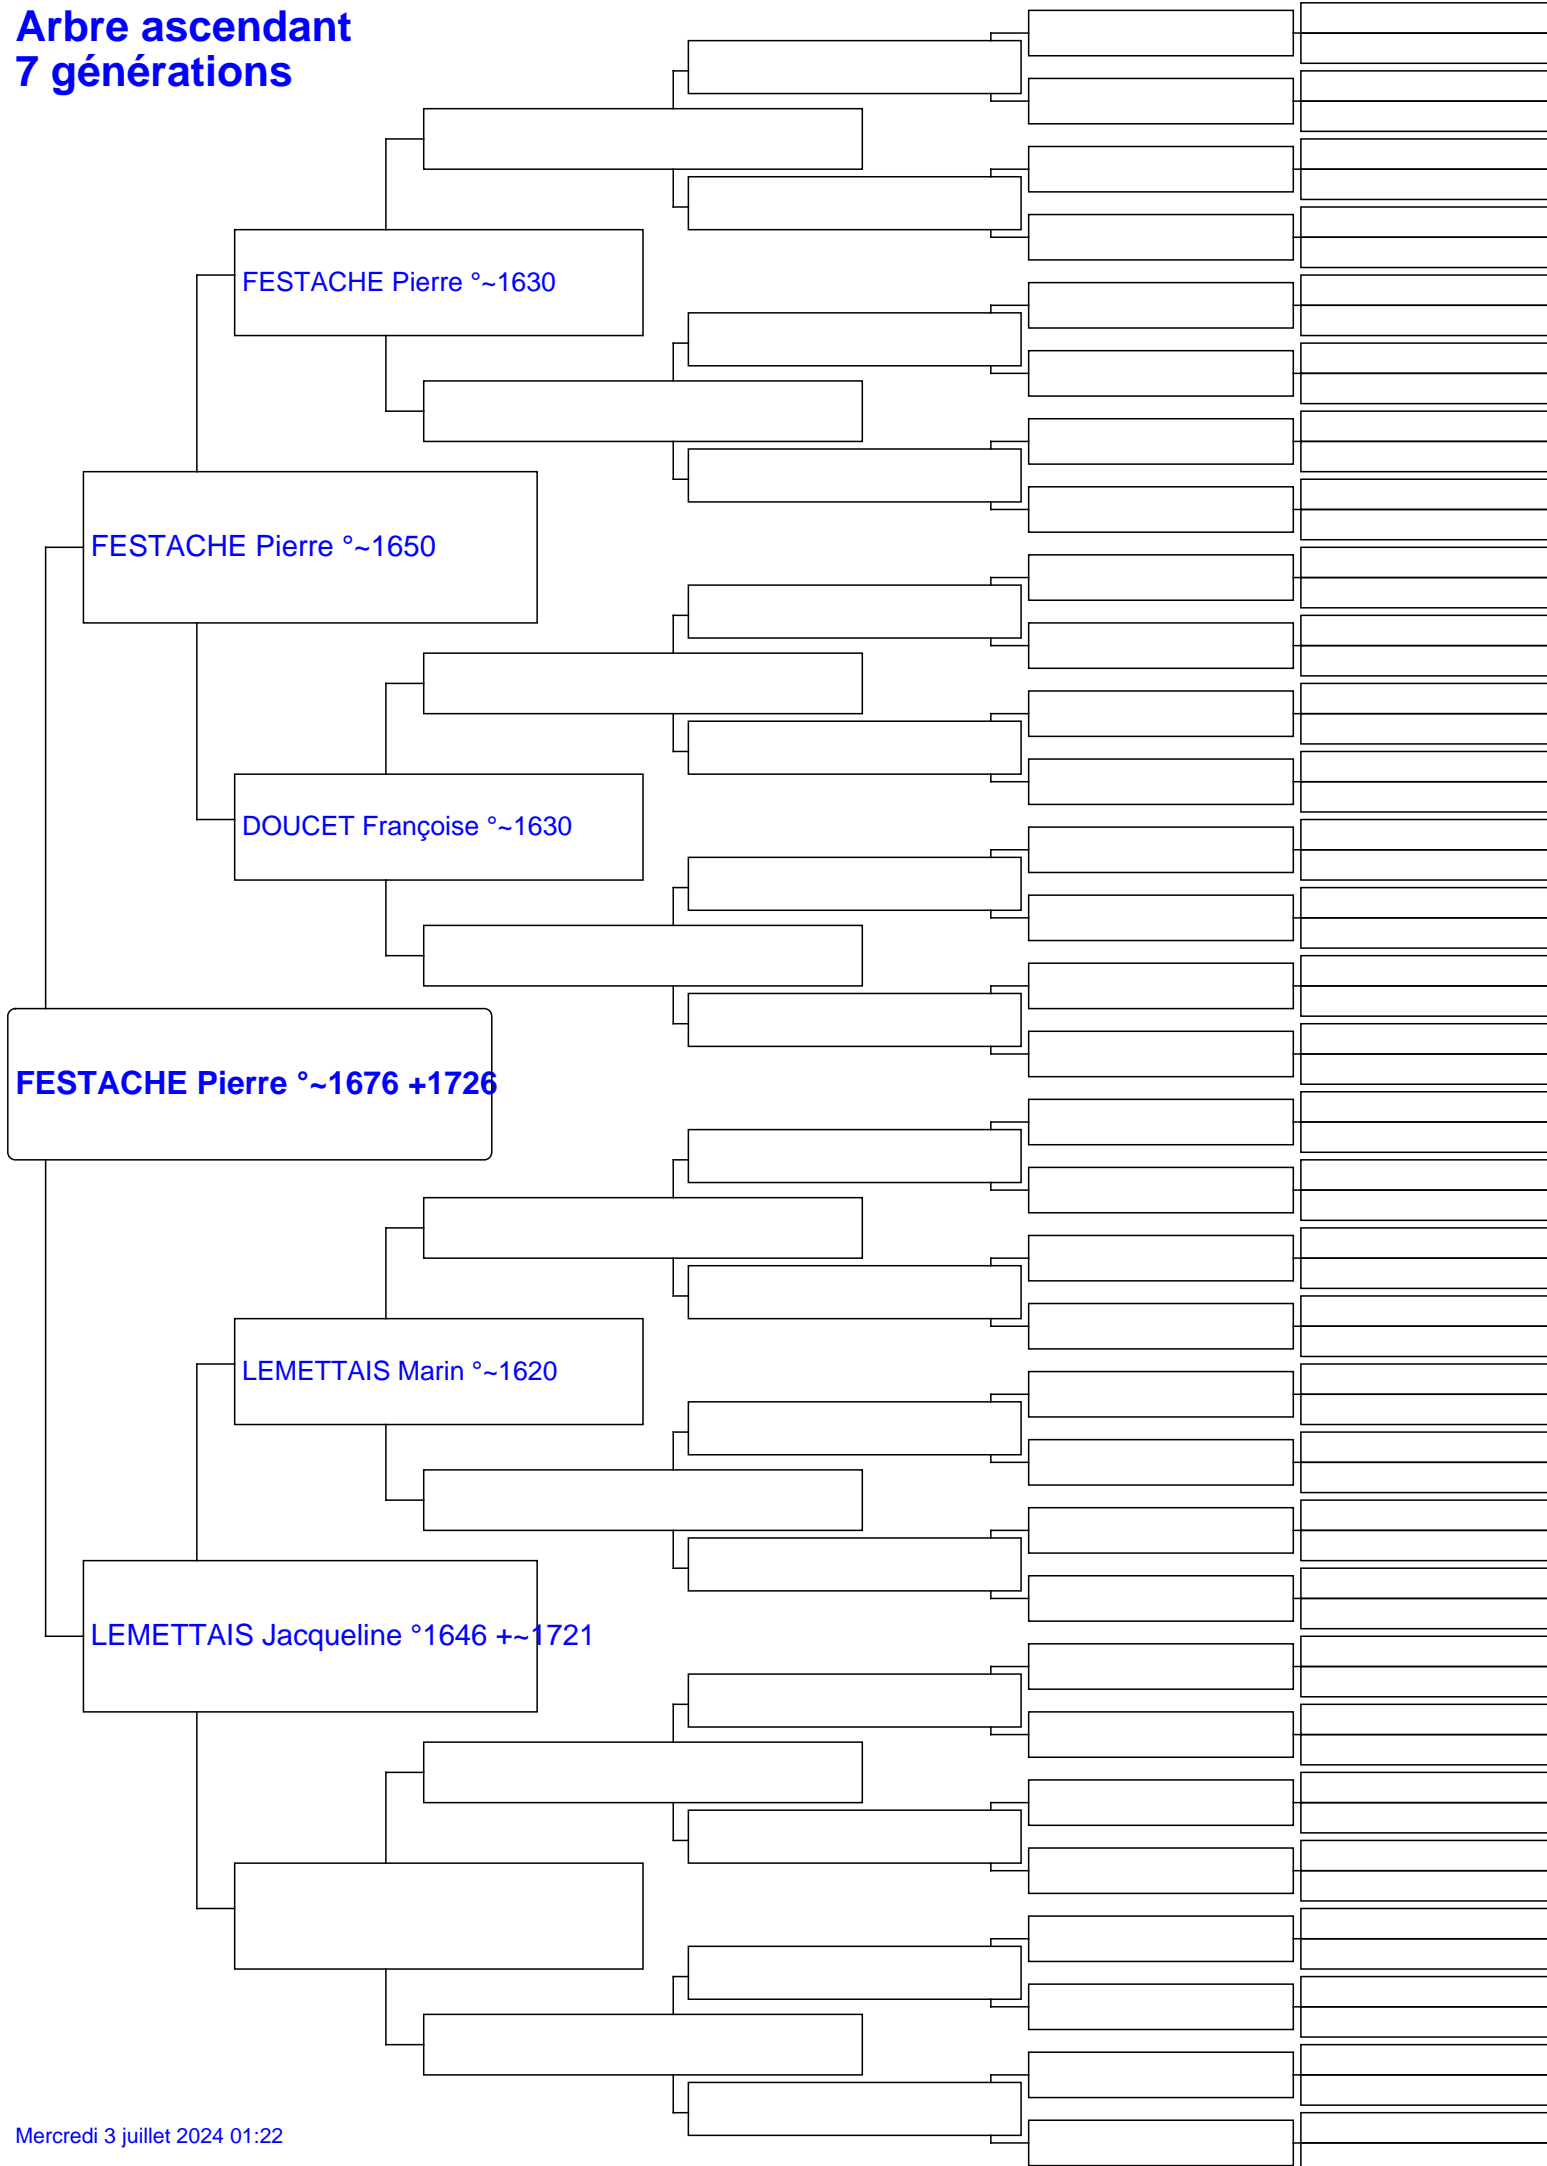 Arbre ascendant
7 générations
FESTACHE Pierre °~1630
FESTACHE Pierre °~1650
DOUCET Françoise °~1630
FESTACHE Pierre °~1676 +1726
LEMETTAIS Marin °~1620
LEMETTAIS Jacqueline °1646 +~1721
Mercredi 3 juillet 2024 01:22